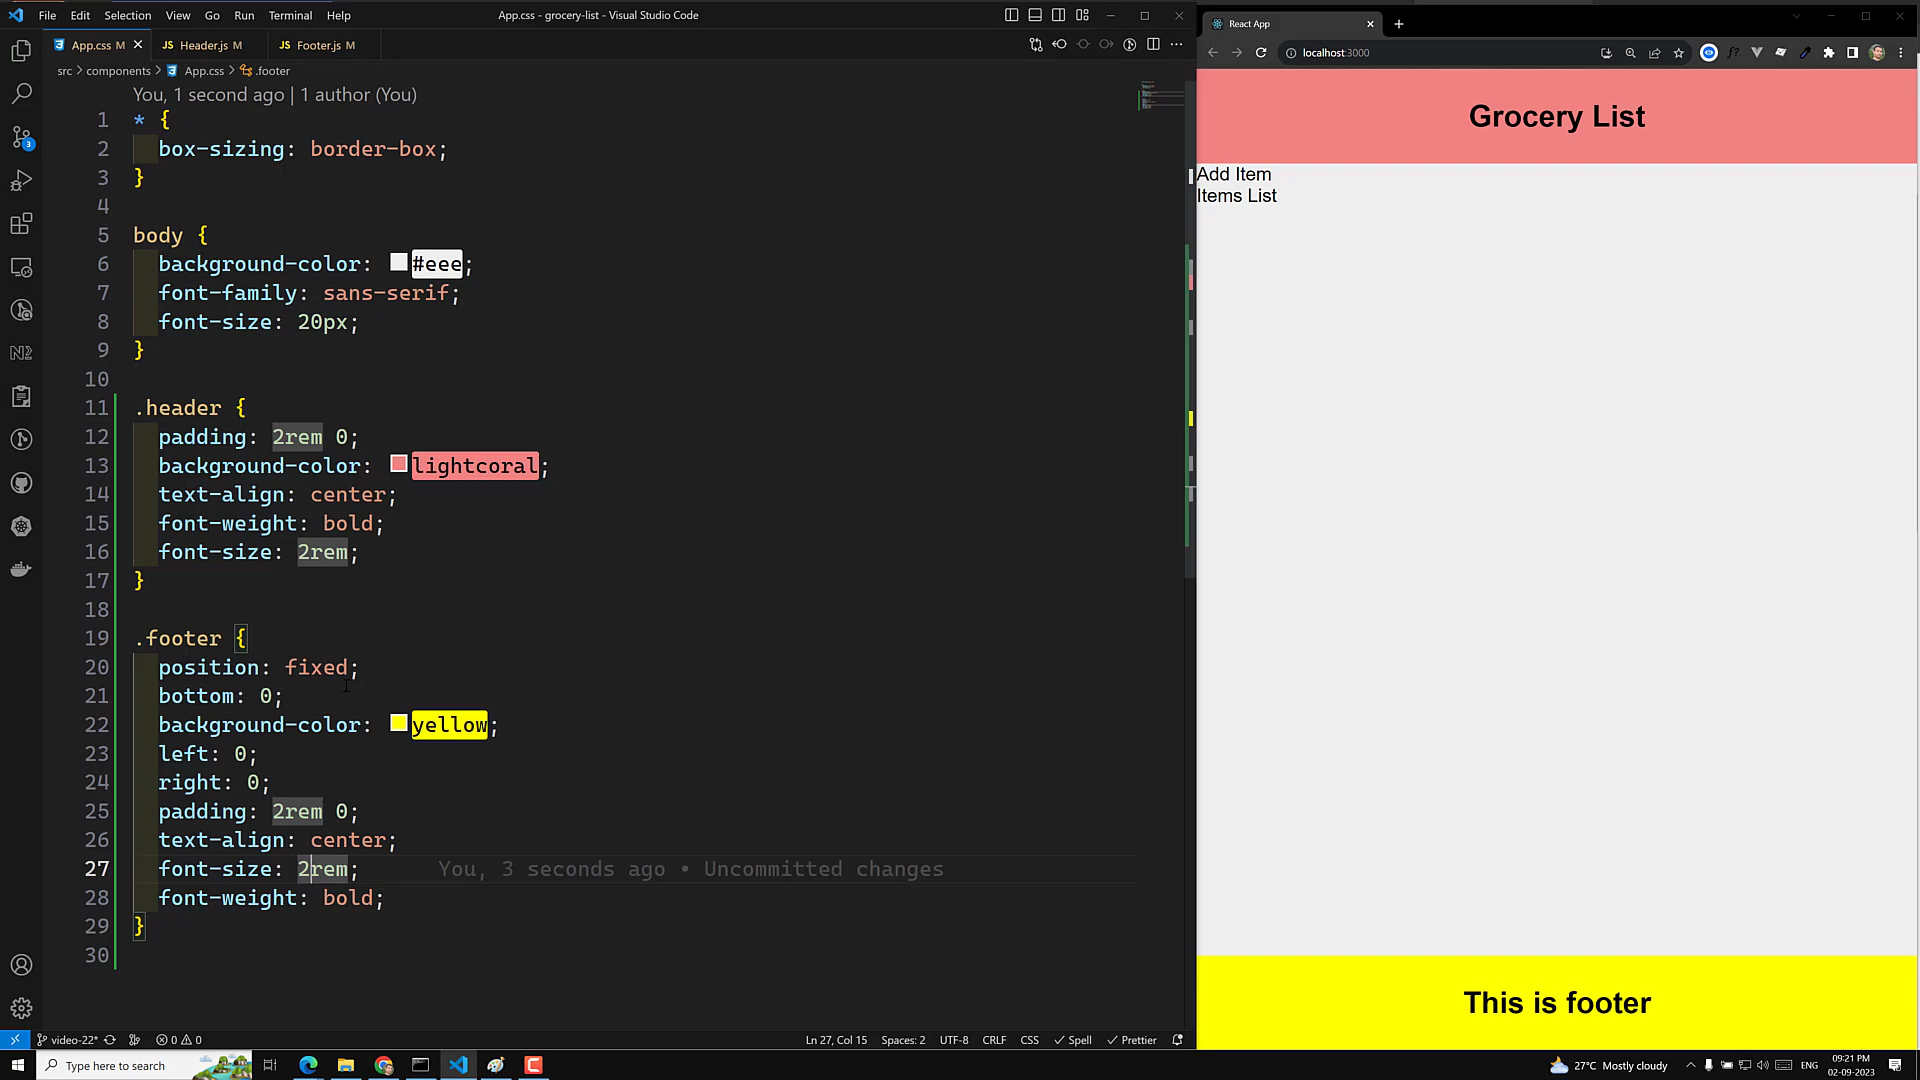 File Edit Selection View Go Run Terminal Help
App.css - grocery-list - Visual Studio Code
App.css M JS Header.js M JS Footer.js M
src > components > App.css > .footer
You, 1 second ago | 1 author (You)
1 * {
2 box-sizing: border-box;
3 }
4
5 body {
6 background-color: #eee;
7 font-family: sans-serif;
8 font-size: 20px;
9 }
10
11 .header {
12 padding: 2rem 0;
13 background-color: lightcoral;
14 text-align: center;
15 font-weight: bold;
16 font-size: 2rem;
17 }
18
19 .footer {
20 position: fixed;
21 bottom: 0;
22 background-color: yellow;
23 left: 0;
24 right: 0;
25 padding: 2rem 0;
26 text-align: center;
27 font-size: 2rem; You, 3 seconds ago • Uncommitted changes
28 font-weight: bold;
29 }
30
3
N2
video-22* 0 0 Ln 27, Col 15 Spaces: 2 UTF-8 CRLF CSS Spell Prettier
React App
localhost:3000
Grocery List
Add Item
Items List
This is footer
Type here to search
27°C Mostly cloudy ENG 09:21 PM
02-09-2023